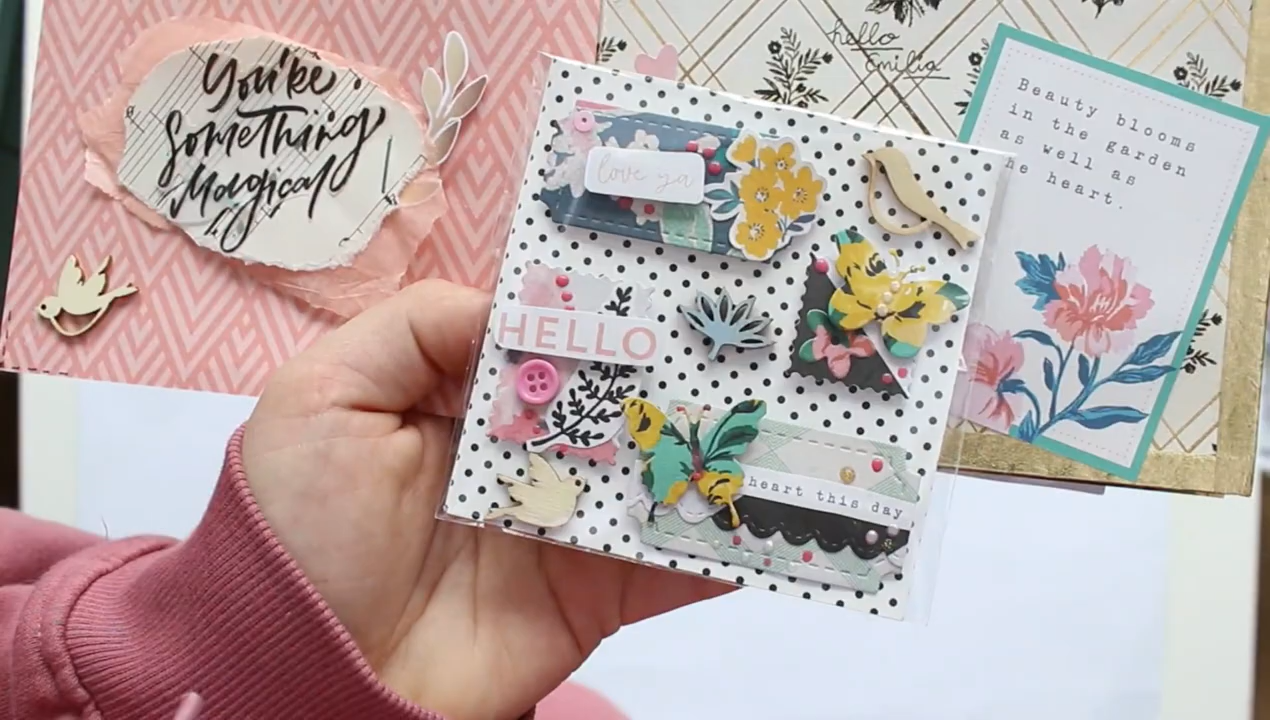 You're
Something
Magical
!
hello
Emilia
Beauty blooms
in the garden
as well as
he heart.
love ya
HELLO
heart this day